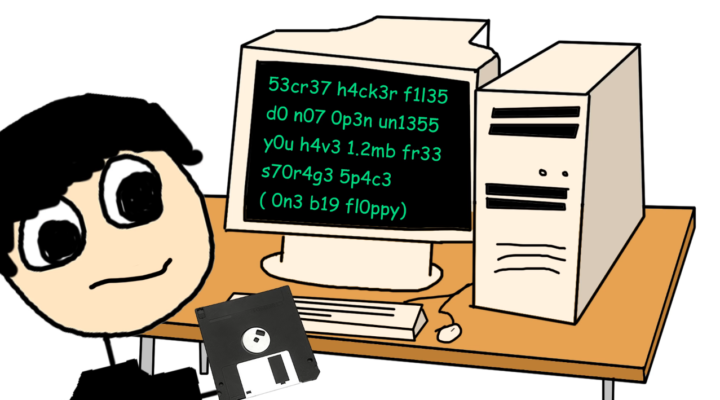 53cr37 h4ck3r f1l35
d0 n07 0p3n un1355
y0u h4v3 1.2mb fr33
s70r4g3 5p4c3
( 0n3 b19 fl0ppy)